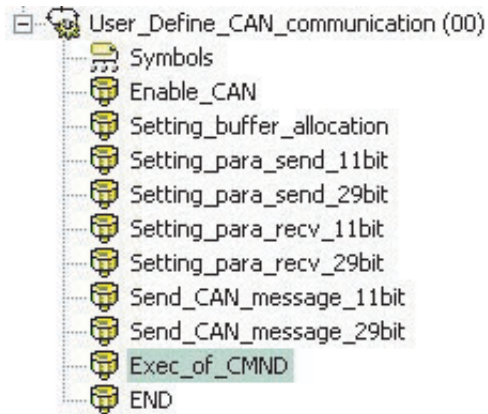 User_Define_CAN_communication (00)
Symbols
Enable_CAN
Setting_buffer_allocation
Setting_para_send_11bit
Setting_para_send_29bit
Setting_para_recv_11bit
Setting_para_recv_29bit
Send_CAN_message_11bit
Send_CAN_message_29bit
Exec_of_CMND
END